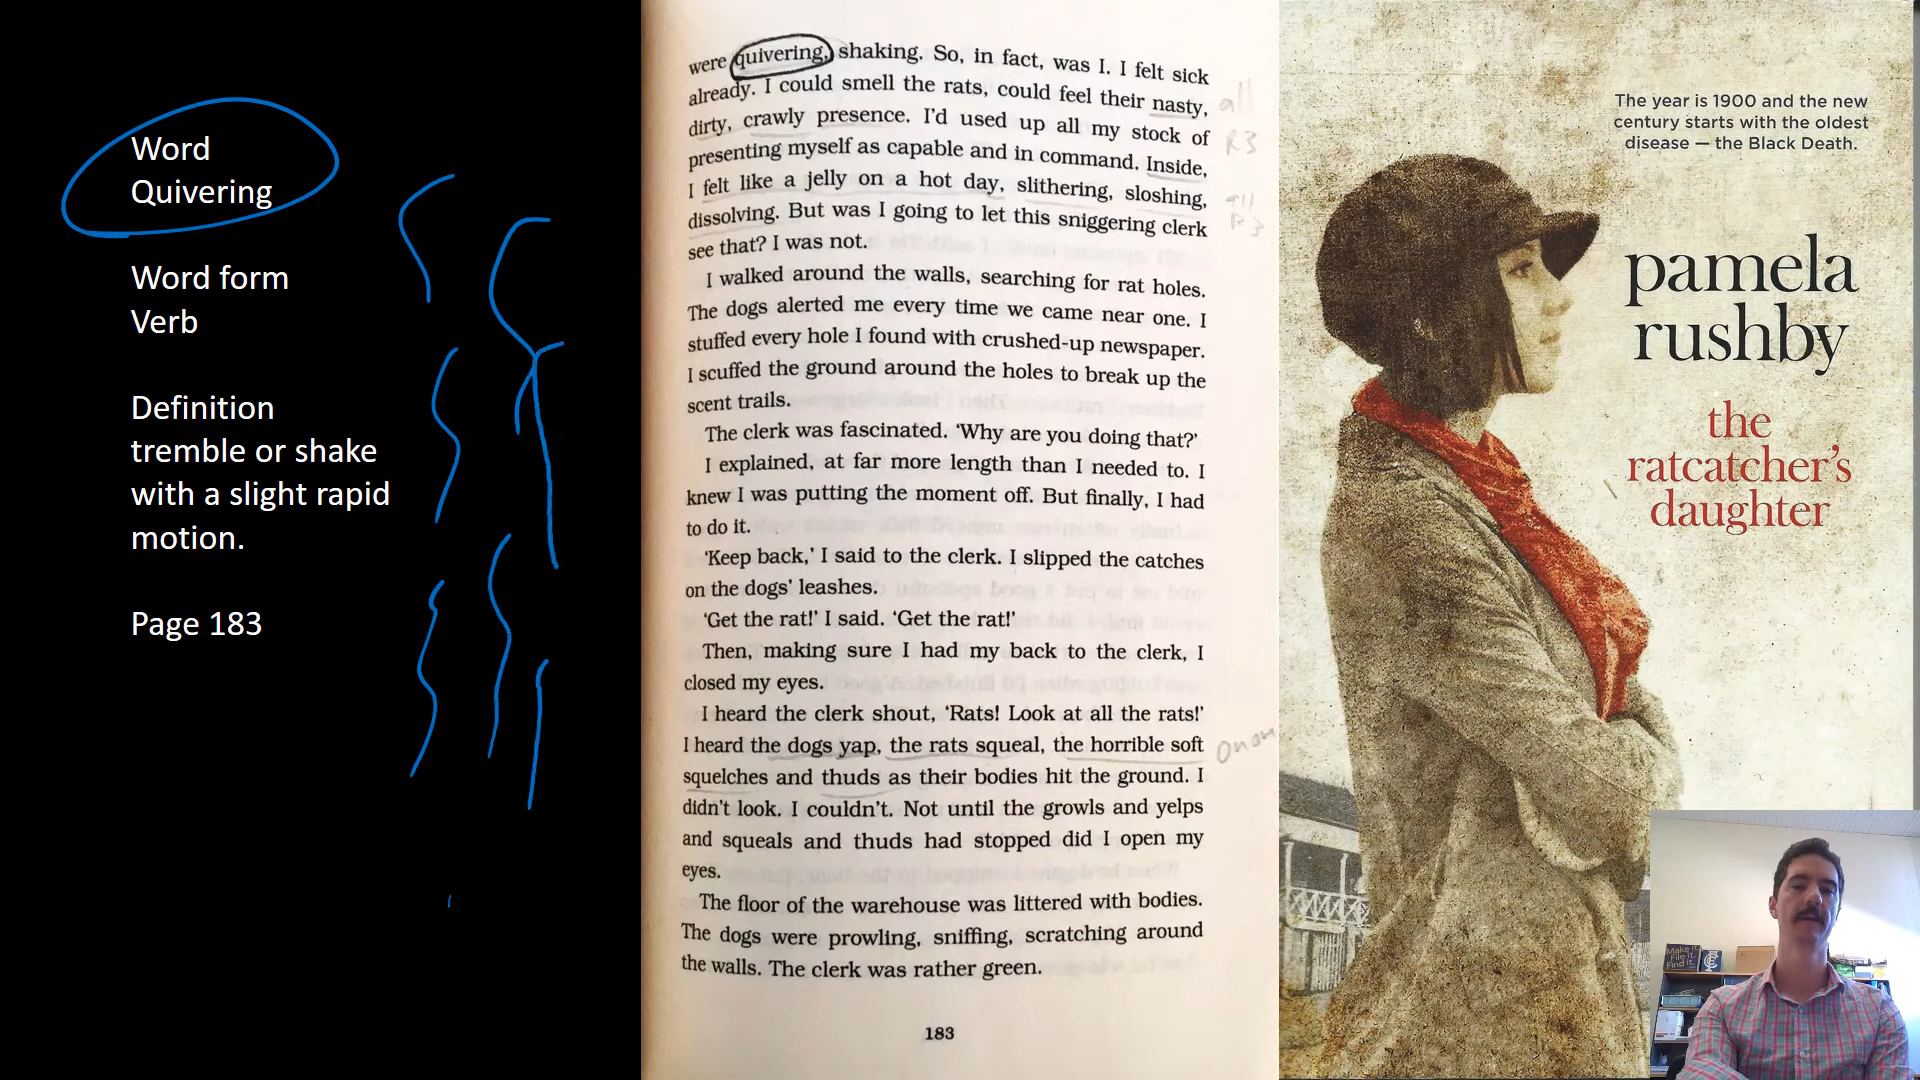 Word
Quivering
Word form
Verb
Definition
tremble or shake
with a slight rapid
motion.
Page 183
were quivering, shaking. So, in fact, was I. I felt sick
already. I could smell the rats, could feel their nasty,
dirty, crawly presence. I'd used up all my stock of
presenting myself as capable and in command. Inside,
I felt like a jelly on a hot day, slithering, sloshing,
dissolving. But was I going to let this sniggering clerk
see that? I was not.
I walked around the walls, searching for rat holes.
The dogs alerted me every time we came near one. I
stuffed every hole I found with crushed-up newspaper.
I scuffed the ground around the holes to break up the
scent trails.
The clerk was fascinated. 'Why are you doing that?'
I explained, at far more length than I needed to. I
knew I was putting the moment off. But finally, I had
to do it.
'Keep back,' I said to the clerk. I slipped the catches
on the dogs' leashes.
'Get the rat!' I said. 'Get the rat!'
Then, making sure I had my back to the clerk, I
closed my eyes.
I heard the clerk shout, 'Rats! Look at all the rats!'
I heard the dogs yap, the rats squeal, the horrible soft
squelches and thuds as their bodies hit the ground. I
didn't look. I couldn't. Not until the growls and yelps
and squeals and thuds had stopped did I open my
eyes.
The floor of the warehouse was littered with bodies.
The dogs were prowling, sniffing, scratching around
the walls. The clerk was rather green.
183
all
R3
all
R3
onom
The year is 1900 and the new
century starts with the oldest
disease — the Black Death.
pamela
rushby
the
ratcatcher's
daughter
Make it.
File it.
Find it.